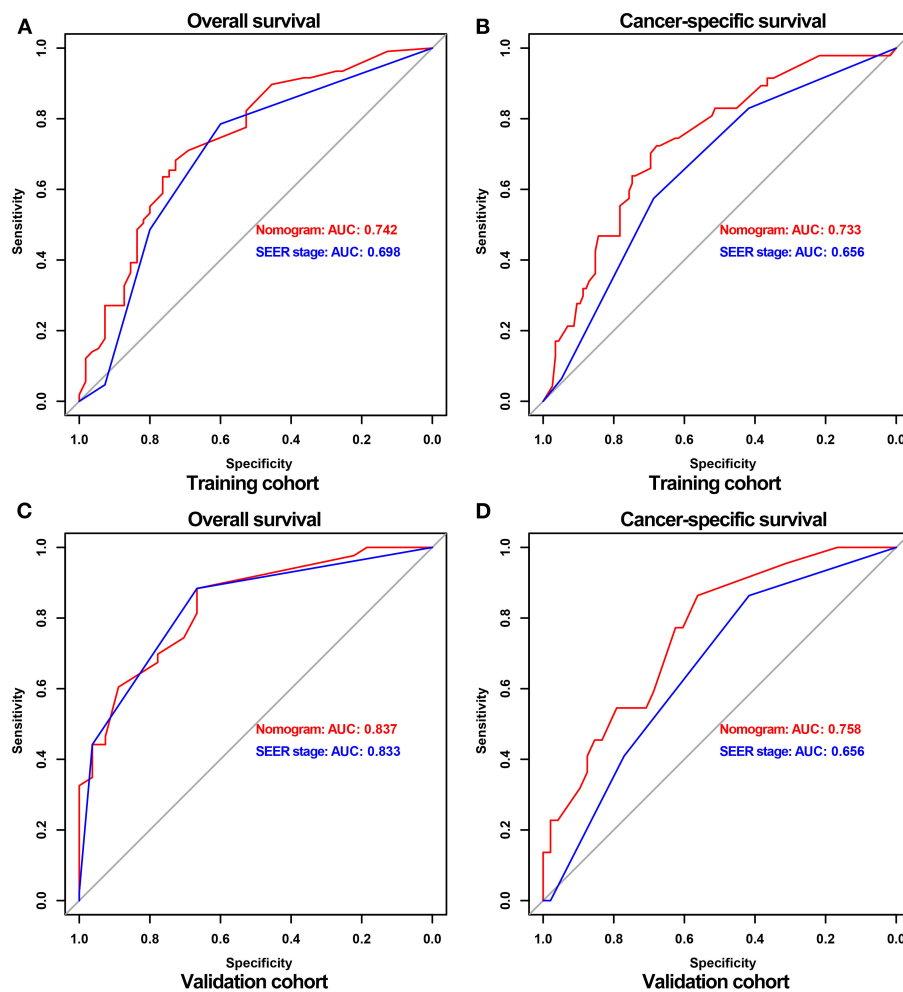 A
Overall survival
1.0
0.8
0.6
0.4
0.2
0.0
Sensitivity
Nomogram: AUC: 0.742
SEER stage: AUC: 0.698
1.0 0.8 0.6 0.4 0.2 0.0
Specificity
Training cohort
B
Cancer-specific survival
1.0
0.8
0.6
0.4
0.2
0.0
Sensitivity
Nomogram: AUC: 0.733
SEER stage: AUC: 0.656
1.0 0.8 0.6 0.4 0.2 0.0
Specificity
Training cohort
C
Overall survival
1.0
0.8
0.6
0.4
0.2
0.0
Sensitivity
Nomogram: AUC: 0.837
SEER stage: AUC: 0.833
1.0 0.8 0.6 0.4 0.2 0.0
Specificity
Validation cohort
D
Cancer-specific survival
1.0
0.8
0.6
0.4
0.2
0.0
Sensitivity
Nomogram: AUC: 0.758
SEER stage: AUC: 0.656
1.0 0.8 0.6 0.4 0.2 0.0
Specificity
Validation cohort